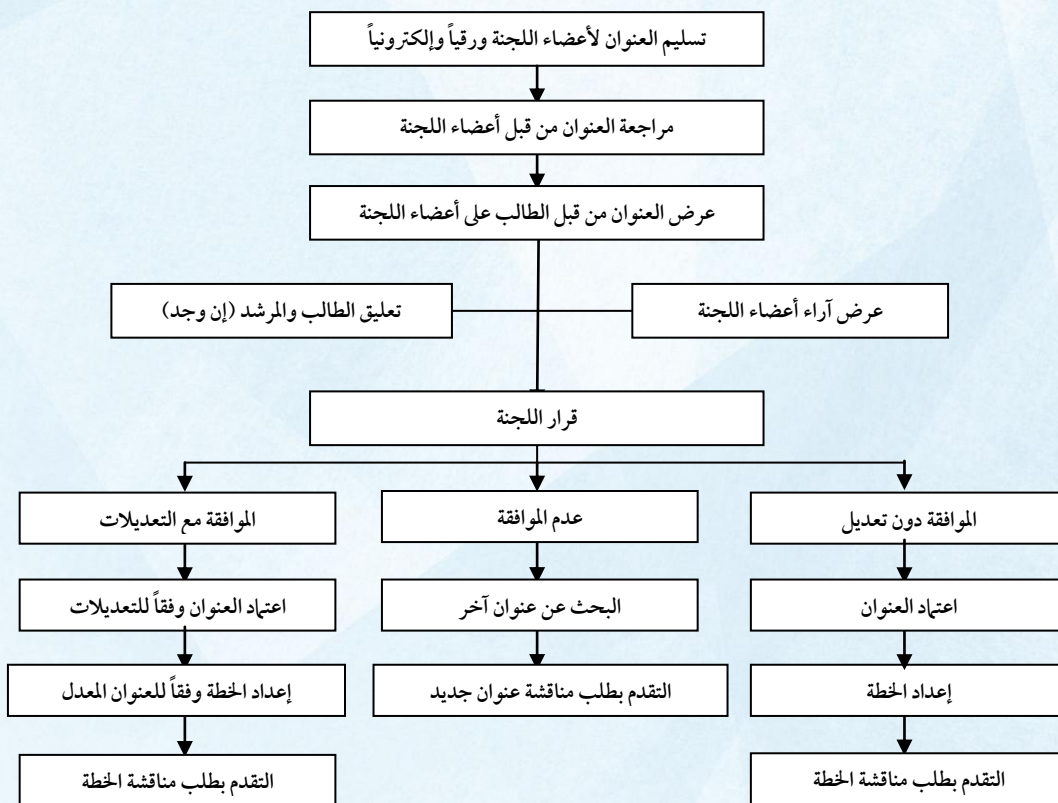 تسليم العنوان لأعضاء اللجنة ورقياً وإلكترونياً
مراجعة العنوان من قبل أعضاء اللجنة
عرض العنوان من قبل الطالب على أعضاء اللجنة
عرض آراء أعضاء اللجنة
تعليق الطالب والمرشد (إن وجد)
قرار اللجنة
الموافقة دون تعديل
عدم الموافقة
الموافقة مع التعديلات
اعتماد العنوان
البحث عن عنوان آخر
اعتماد العنوان وفقاً للتعديلات
إعداد الخطة
التقدم بطلب مناقشة عنوان جديد
إعداد الخطة وفقاً للعنوان المعدل
التقدم بطلب مناقشة الخطة
التقدم بطلب مناقشة الخطة